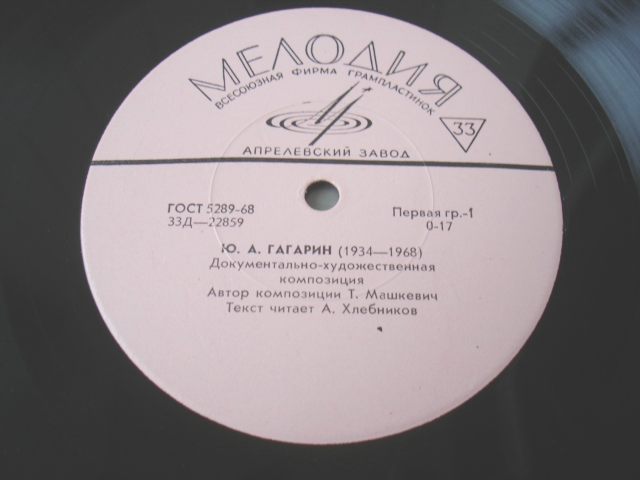 МЕЛОДИЯ
ВСЕСОЮЗНАЯ ФИРМА ГРАМПЛАСТИНОК
33
АПРЕЛЕВСКИЙ ЗАВОД
ГОСТ 5289-68
Первая гр.-1
33Д—22859
0-17
Ю. А. ГАГАРИН (1934—1968)
Документально-художественная
композиция
Автор композиции Т. Машкевич
Текст читает А. Хлебников